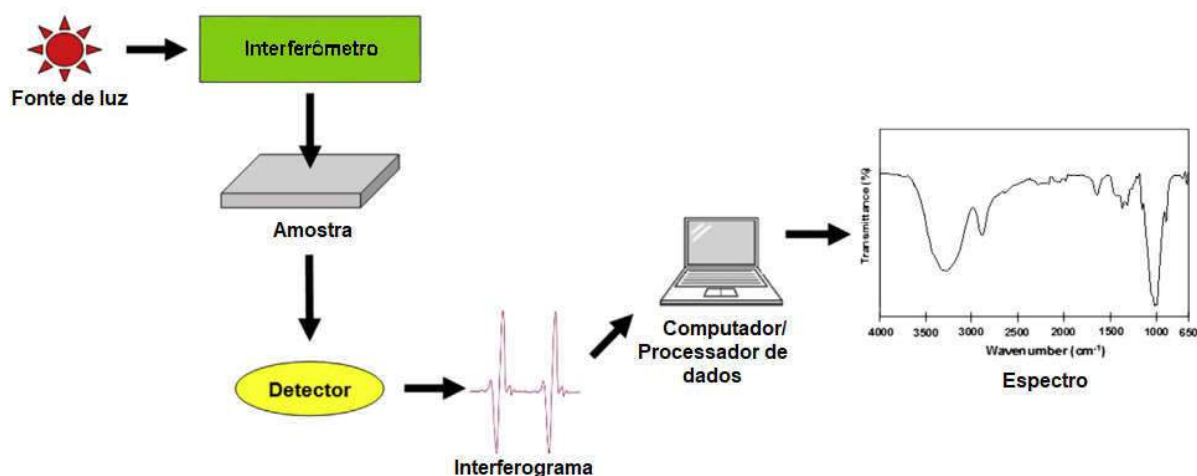 Fonte de luz
Interferômetro
Amostra
Detector
Interferograma
Computador/
Processador de
dados
Transmittance (%)
4000 3500 3000 2500 2000 1500 1000 650
Wavenumber (cm-1)
Espectro